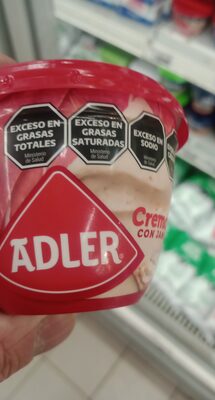 EXCESO EN
GRASAS
TOTALES
Ministerio
de Salud
EXCESO EN
GRASAS
SATURADAS
Ministerio
de Salud
EXCESO EN
SODIO
Ministerio
de Salud
ADLER
Crema
CON JAM